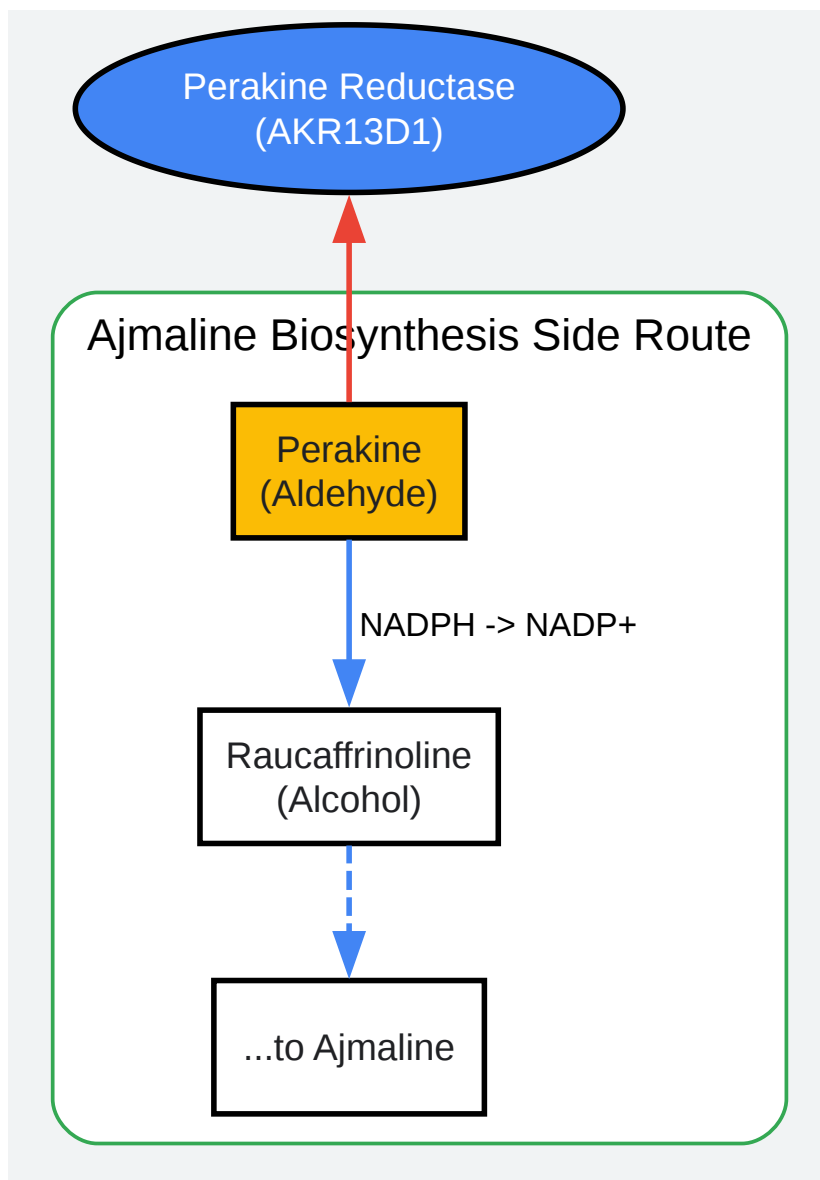 Perakine Reductase
(AKR13D1)
Ajmaline Biosynthesis Side Route
Perakine
(Aldehyde)
NADPH -> NADP+
Raucaffrinoline
(Alcohol)
...to Ajmaline